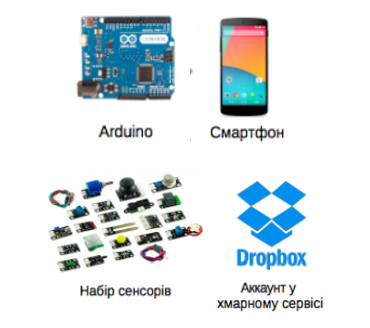 Arduino
Смартфон
Набір сенсорів
Dropbox
Аккаунт у
хмарному сервісі